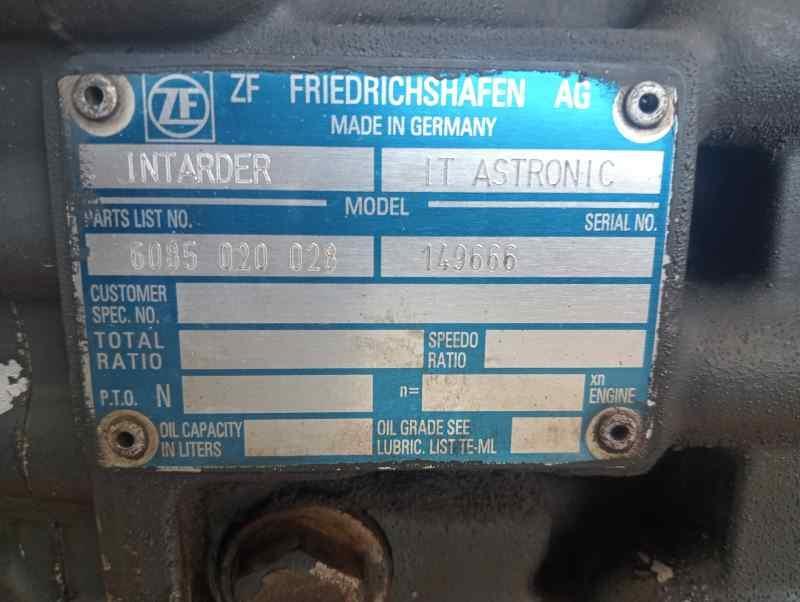 ZF ZF FRIEDRICHSHAFEN AG
MADE IN GERMANY
INTARDER IT ASTRONIC
MODEL
PARTS LIST NO. SERIAL NO.
6085 020 028 149666
CUSTOMER
SPEC. NO.
TOTAL
RATIO
SPEEDO
RATIO
P.T.O. N n= xn
ENGINE
OIL CAPACITY
IN LITERS
OIL GRADE SEE
LUBRIC. LIST TE-ML